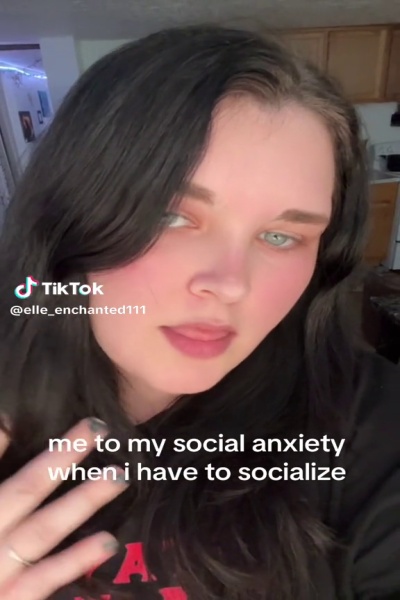 TikTok
@elle_enchanted111
me to my social anxiety
when i have to socialize